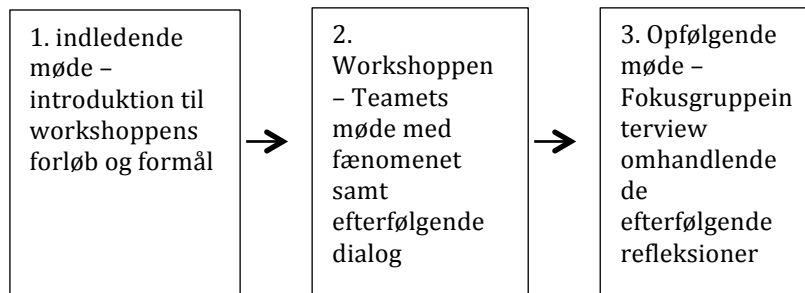 1. indledende
møde –
introduktion til
workshoppens
forløb og formål
2.
Workshoppen
– Teamets
møde med
fænomenet
samt
efterfølgende
dialog
3. Opfølgende
møde –
Fokusgruppein
terview
omhandlende
de
efterfølgende
refleksioner